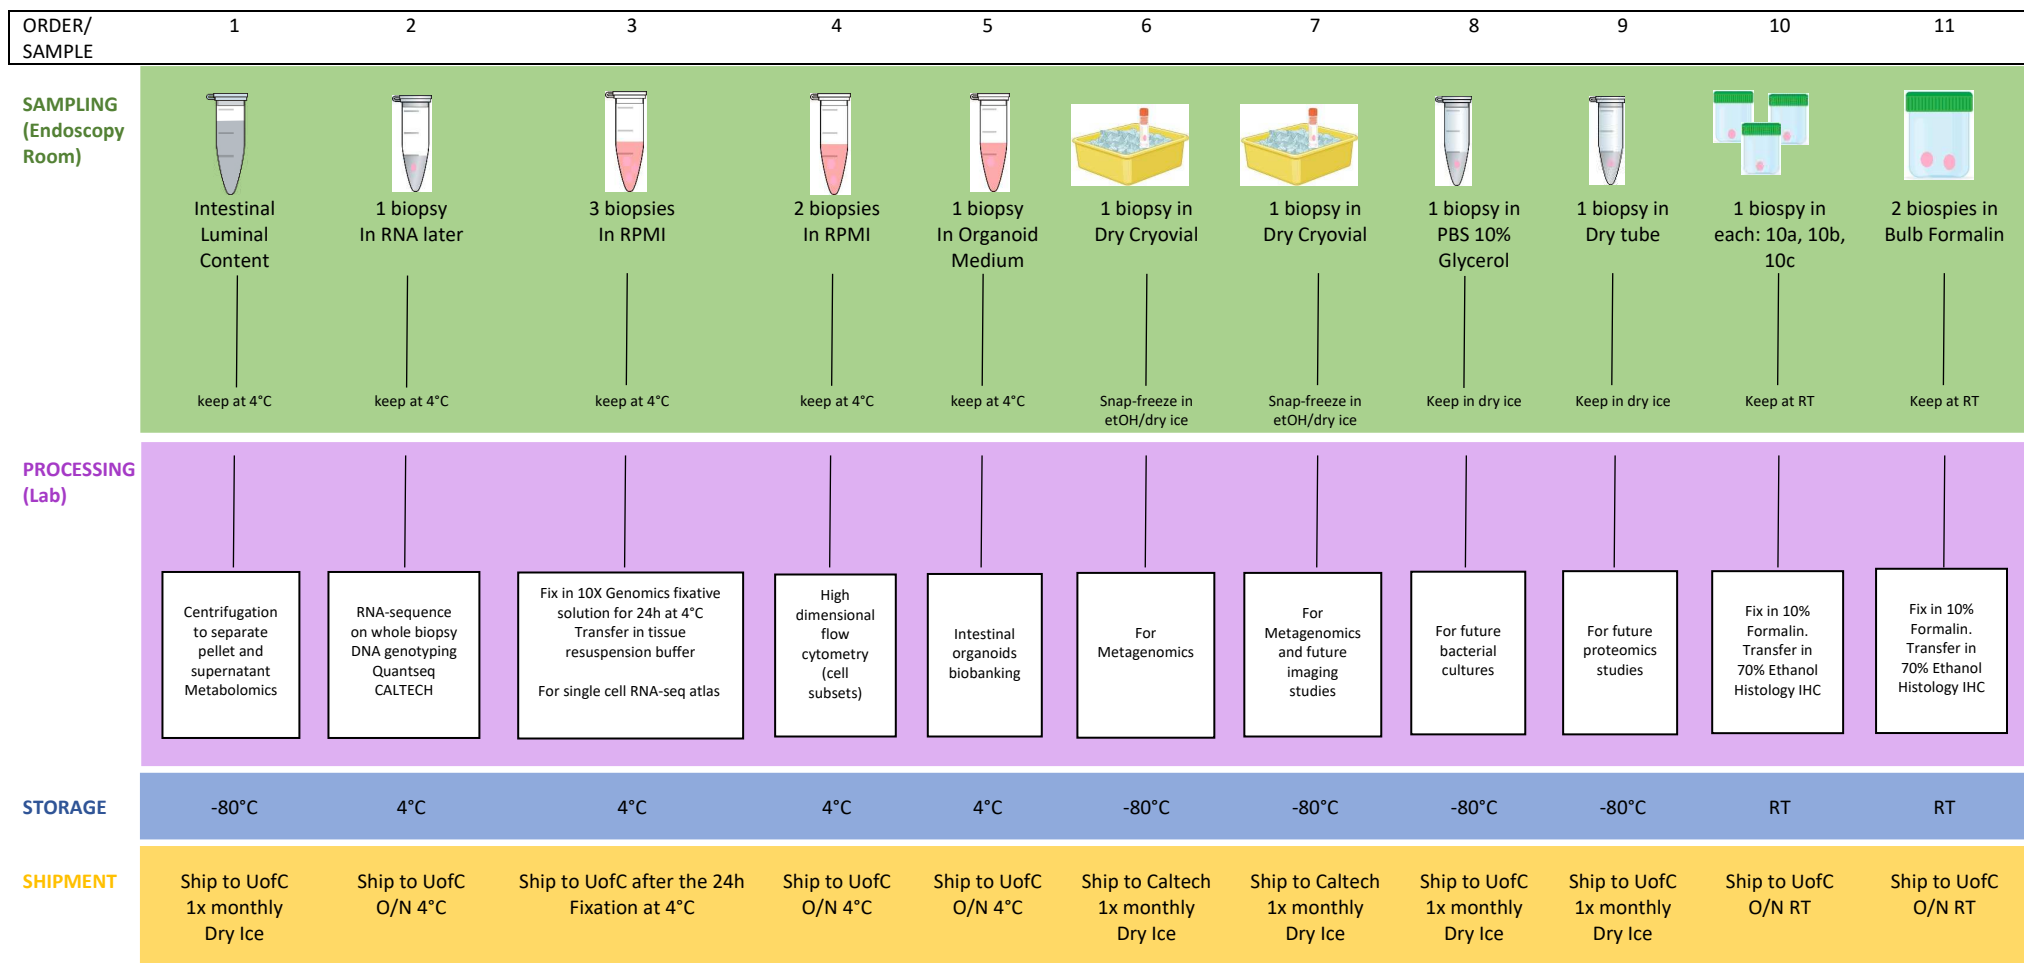 ORDER/
SAMPLE
1
2
3
4
5
6
7
8
9
10
11
SAMPLING
(Endoscopy
Room)
Intestinal
Luminal
Content
1 biopsy
In RNA later
3 biopsies
In RPMI
2 biopsies
In RPMI
1 biopsy
In Organoid
Medium
1 biopsy in
Dry Cryovial
1 biopsy in
Dry Cryovial
1 biopsy in
PBS 10%
Glycerol
1 biopsy in
Dry tube
1 biospy in
each: 10a, 10b,
10c
2 biospies in
Bulb Formalin
keep at 4°C
keep at 4°C
keep at 4°C
keep at 4°C
keep at 4°C
Snap-freeze in
etOH/dry ice
Snap-freeze in
etOH/dry ice
Keep in dry ice
Keep in dry ice
Keep at RT
Keep at RT
PROCESSING
(Lab)
Centrifugation
to separate
pellet and
supernatant
Metabolomics
RNA-sequence
on whole biopsy
DNA genotyping
Quantseq
CALTECH
Fix in 10X Genomics fixative
solution for 24h at 4°C
Transfer in tissue
resuspension buffer
For single cell RNA-seq atlas
High
dimensional
flow
cytometry
(cell
subsets)
Intestinal
organoids
biobanking
For
Metagenomics
For
Metagenomics
and future
imaging
studies
For future
bacterial
cultures
For future
proteomics
studies
Fix in 10%
Formalin.
Transfer in
70% Ethanol
Histology IHC
Fix in 10%
Formalin.
Transfer in
70% Ethanol
Histology IHC
STORAGE
-80°C
4°C
4°C
4°C
4°C
-80°C
-80°C
-80°C
-80°C
RT
RT
SHIPMENT
Ship to UofC
1x monthly
Dry Ice
Ship to UofC
O/N 4°C
Ship to UofC after the 24h
Fixation at 4°C
Ship to UofC
O/N 4°C
Ship to UofC
O/N 4°C
Ship to Caltech
1x monthly
Dry Ice
Ship to Caltech
1x monthly
Dry Ice
Ship to UofC
1x monthly
Dry Ice
Ship to UofC
1x monthly
Dry Ice
Ship to UofC
O/N RT
Ship to UofC
O/N RT